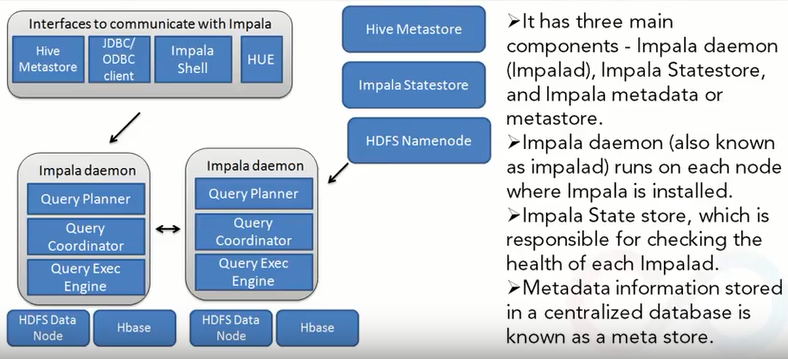 Interfaces to communicate with Impala
Hive
Metastore
JDBC/
ODBC
client
Impala
Shell
HUE
Hive Metastore
Impala Statestore
HDFS Namenode
Impala daemon
Query Planner
Query
Coordinator
Query Exec
Engine
HDFS Data
Node
Hbase
Impala daemon
Query Planner
Query
Coordinator
Query Exec
Engine
HDFS Data
Node
Hbase
➢It has three main
components - Impala daemon
(Impalad), Impala Statestore,
and Impala metadata or
metastore.
➢Impala daemon (also known
as impalad) runs on each node
where Impala is installed.
➢Impala State store, which is
responsible for checking the
health of each Impalad.
➢Metadata information stored
in a centralized database is
known as a meta store.